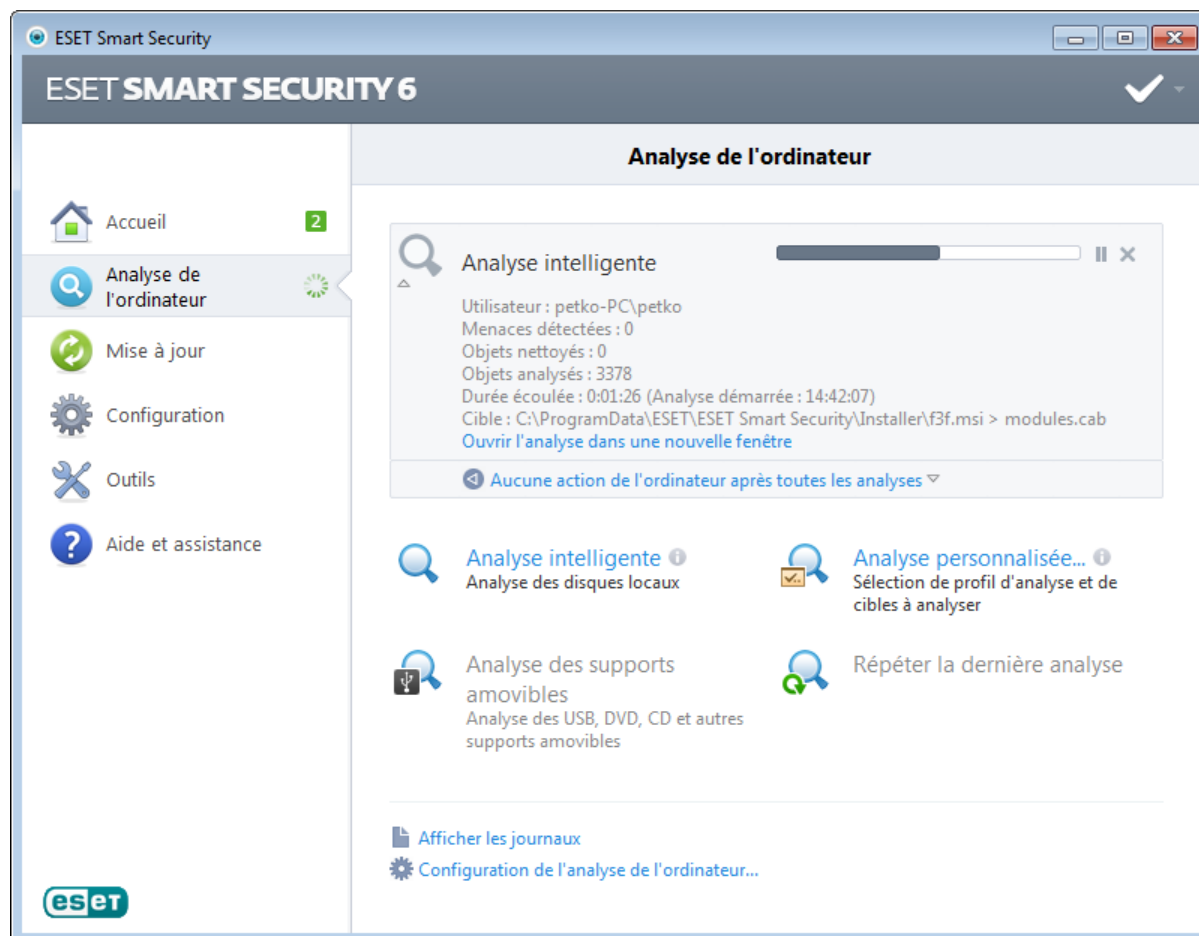 ESET Smart Security
ESET SMART SECURITY 6
Analyse de l'ordinateur
Accueil
2
Analyse de
l'ordinateur
Mise à jour
Configuration
Outils
Aide et assistance
Analyse intelligente
Utilisateur : petko-PC\petko
Menaces détectées : 0
Objets nettoyés : 0
Objets analysés : 3378
Durée écoulée : 0:01:26 (Analyse démarrée : 14:42:07)
Cible : C:\ProgramData\ESET\ESET Smart Security\Installer\f3f.msi > modules.cab
Ouvrir l'analyse dans une nouvelle fenêtre
Aucune action de l'ordinateur après toutes les analyses
Analyse intelligente
Analyse des disques locaux
Analyse personnalisée...
Sélection de profil d'analyse et de
cibles à analyser
Analyse des supports
amovibles
Analyse des USB, DVD, CD et autres
supports amovibles
Répéter la dernière analyse
Afficher les journaux
Configuration de l'analyse de l'ordinateur...
eset